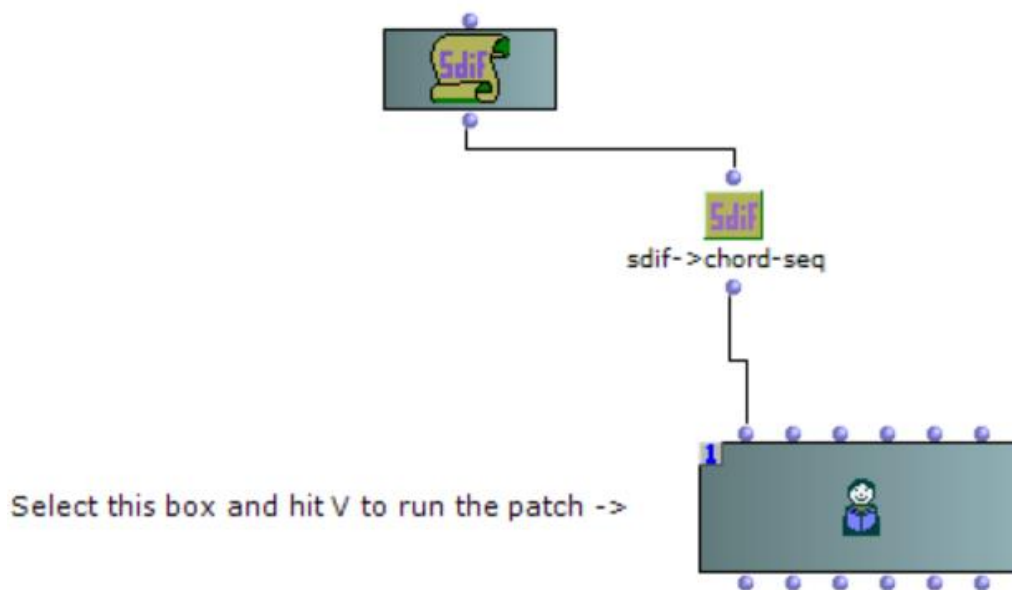 Sdif
Sdif
sdif->chord-seq
1
Select this box and hit V to run the patch ->